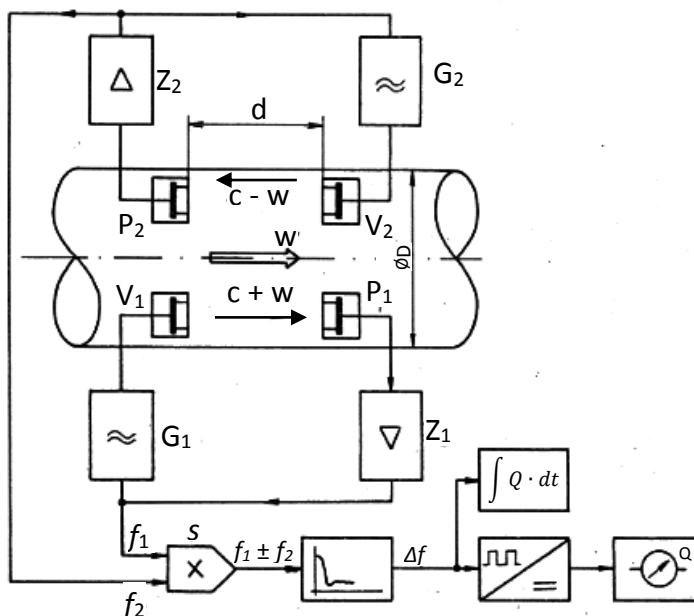 Z2
G2
d
c - w
P2
V2
w
ØD
V1
c + w
P1
G1
Z1
∫ Q · dt
f1
s
×
f1 ± f2
Δf
Q
f2